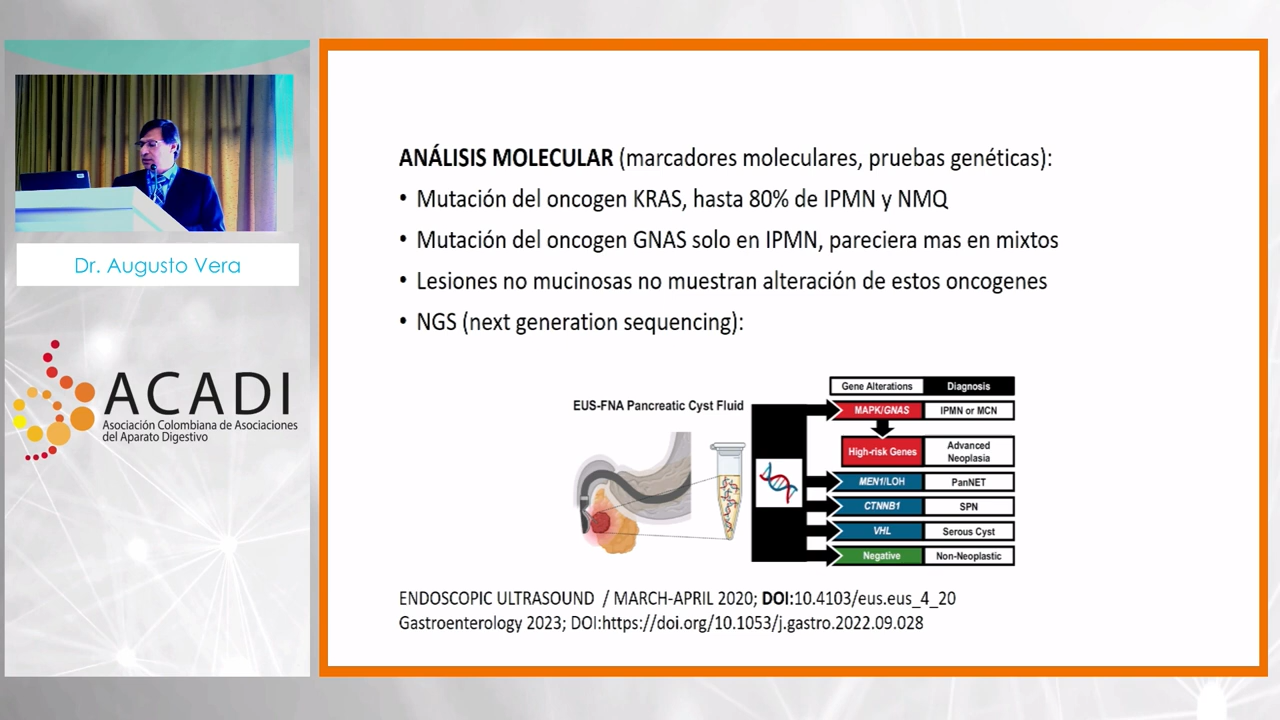 Dr. Augusto Vera
ACADI
Asociación Colombiana de Asociaciones
del Aparato Digestivo
ANÁLISIS MOLECULAR (marcadores moleculares, pruebas genéticas):
• Mutación del oncogen KRAS, hasta 80% de IPMN y NMQ
• Mutación del oncogen GNAS solo en IPMN, pareciera mas en mixtos
• Lesiones no mucinosas no muestran alteración de estos oncogenes
• NGS (next generation sequencing):
EUS-FNA Pancreatic Cyst Fluid
Gene Alterations Diagnosis
MAPK/GNAS IPMN or MCN
High-risk Genes Advanced
Neoplasia
MEN1/LOH PanNET
CTNNB1 SPN
VHL Serous Cyst
Negative Non-Neoplastic
ENDOSCOPIC ULTRASOUND / MARCH-APRIL 2020; DOI:10.4103/eus.eus_4_20
Gastroenterology 2023; DOI:https://doi.org/10.1053/j.gastro.2022.09.028